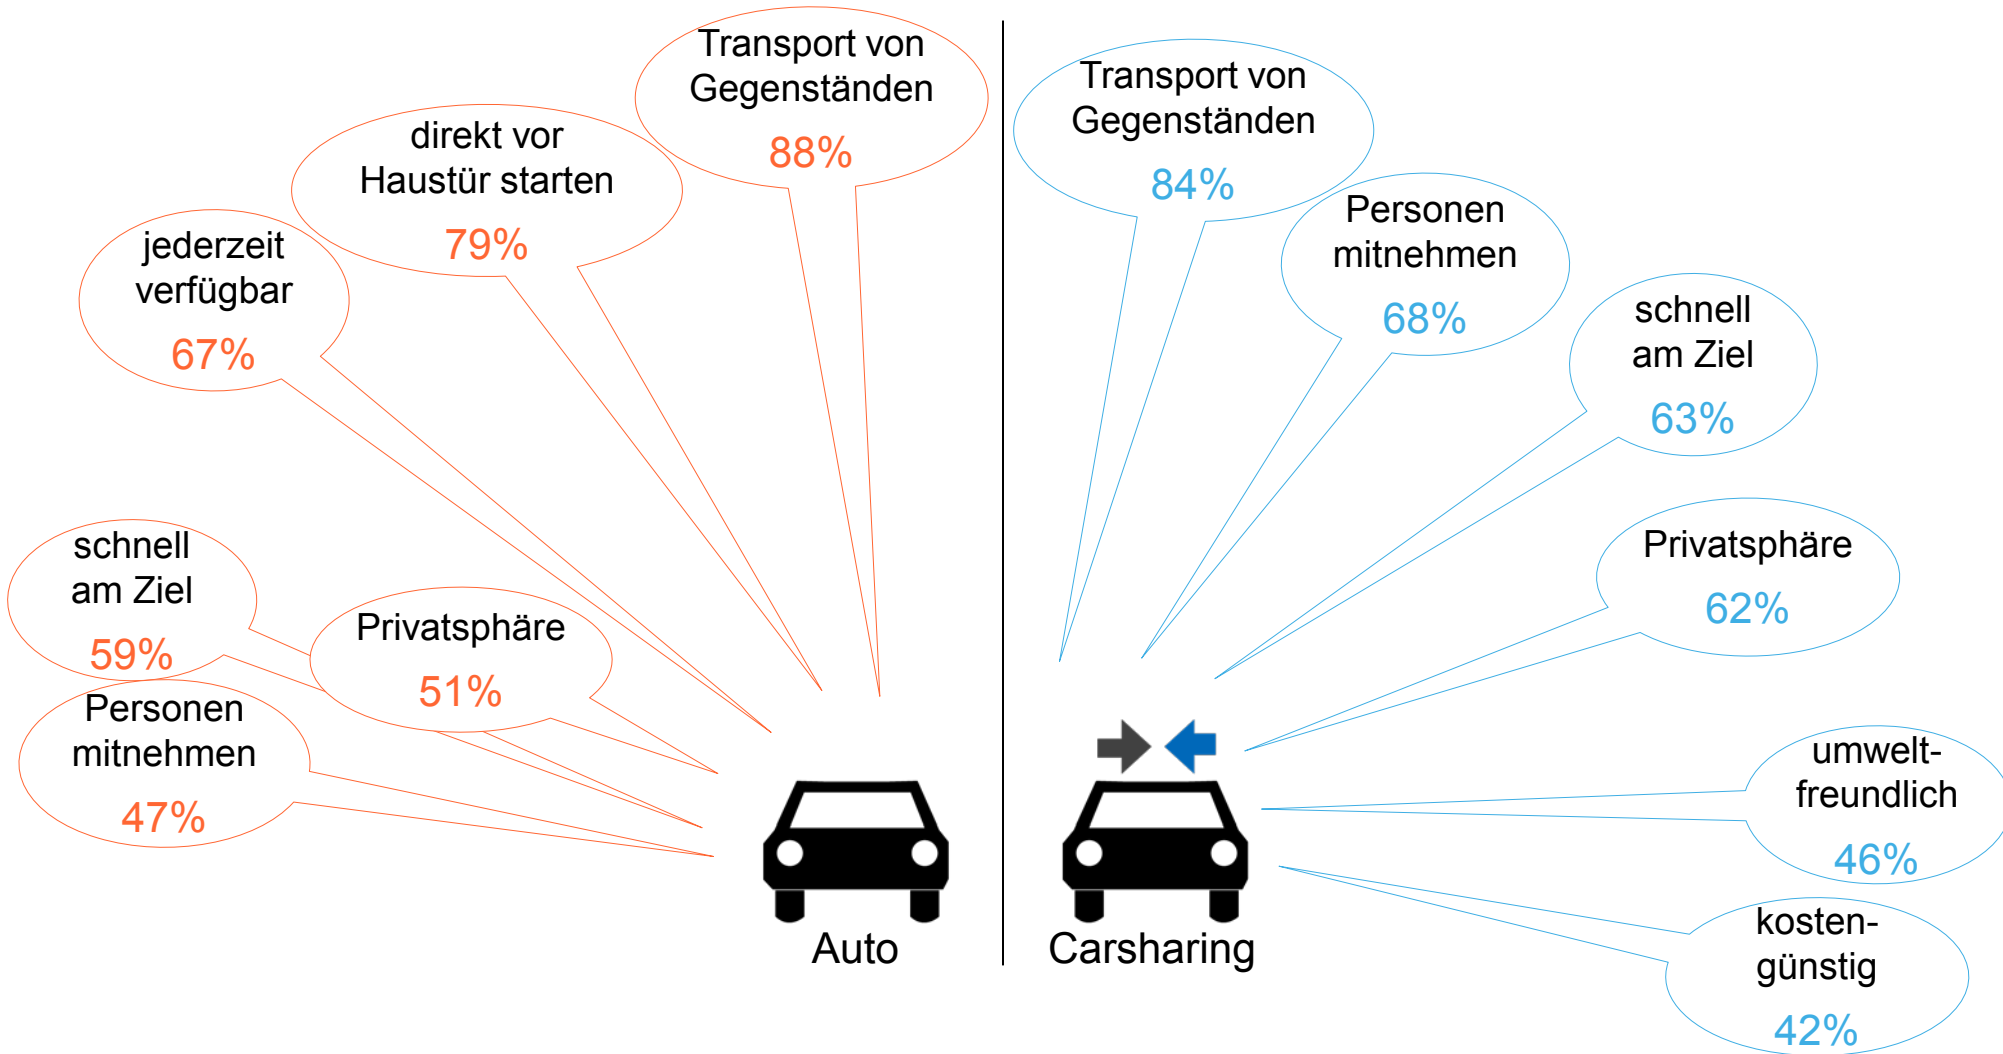 Transport von
Gegenständen
88%
direkt vor
Haustür starten
79%
jederzeit
verfügbar
67%
schnell
am Ziel
59%
Privatsphäre
51%
Personen
mitnehmen
47%
Auto
Transport von
Gegenständen
84%
Personen
mitnehmen
68%
schnell
am Ziel
63%
Privatsphäre
62%
umwelt-
freundlich
46%
kosten-
günstig
42%
Carsharing